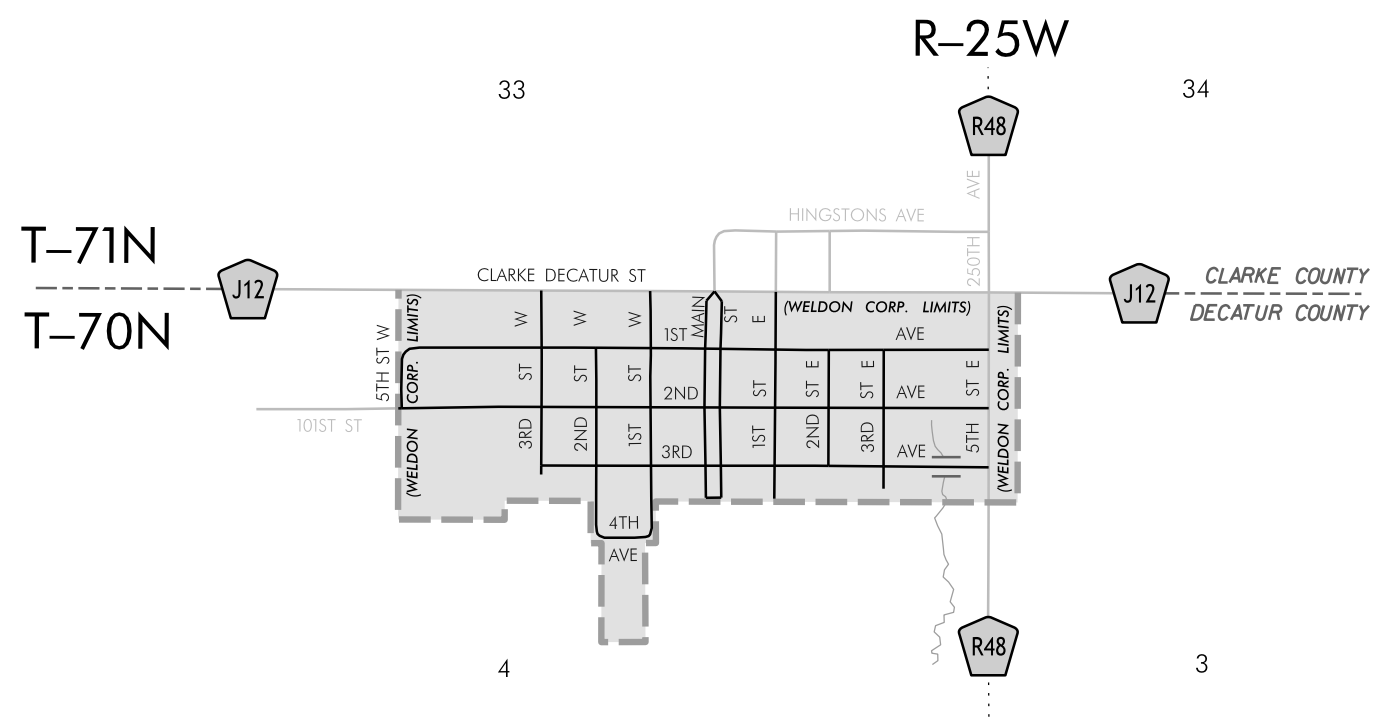 R–25W
33
34
R48
AVE
250TH
HINGSTONS AVE
T–71N
J12
CLARKE DECATUR ST
J12
CLARKE COUNTY
DECATUR COUNTY
T–70N
(WELDON CORP. LIMITS)
MAIN ST
1ST AVE
2ND AVE
3RD AVE
4TH
AVE
5TH ST W
(WELDON CORP. LIMITS)
3RD ST W
2ND ST W
1ST ST W
1ST ST E
2ND ST E
3RD ST E
5TH ST E
(WELDON CORP. LIMITS)
101ST ST
R48
4
3